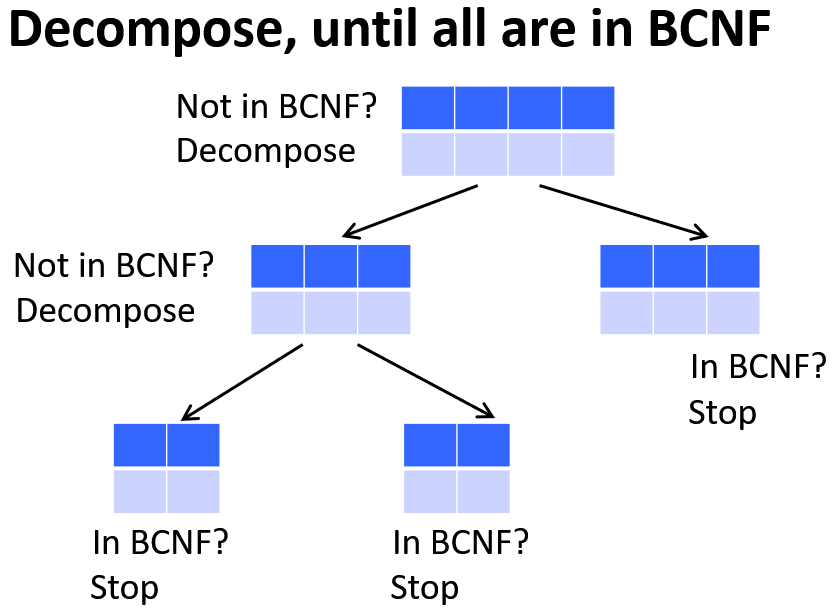 Decompose, until all are in BCNF
Not in BCNF?
Decompose
Not in BCNF?
Decompose
In BCNF?
Stop
In BCNF?
Stop
In BCNF?
Stop